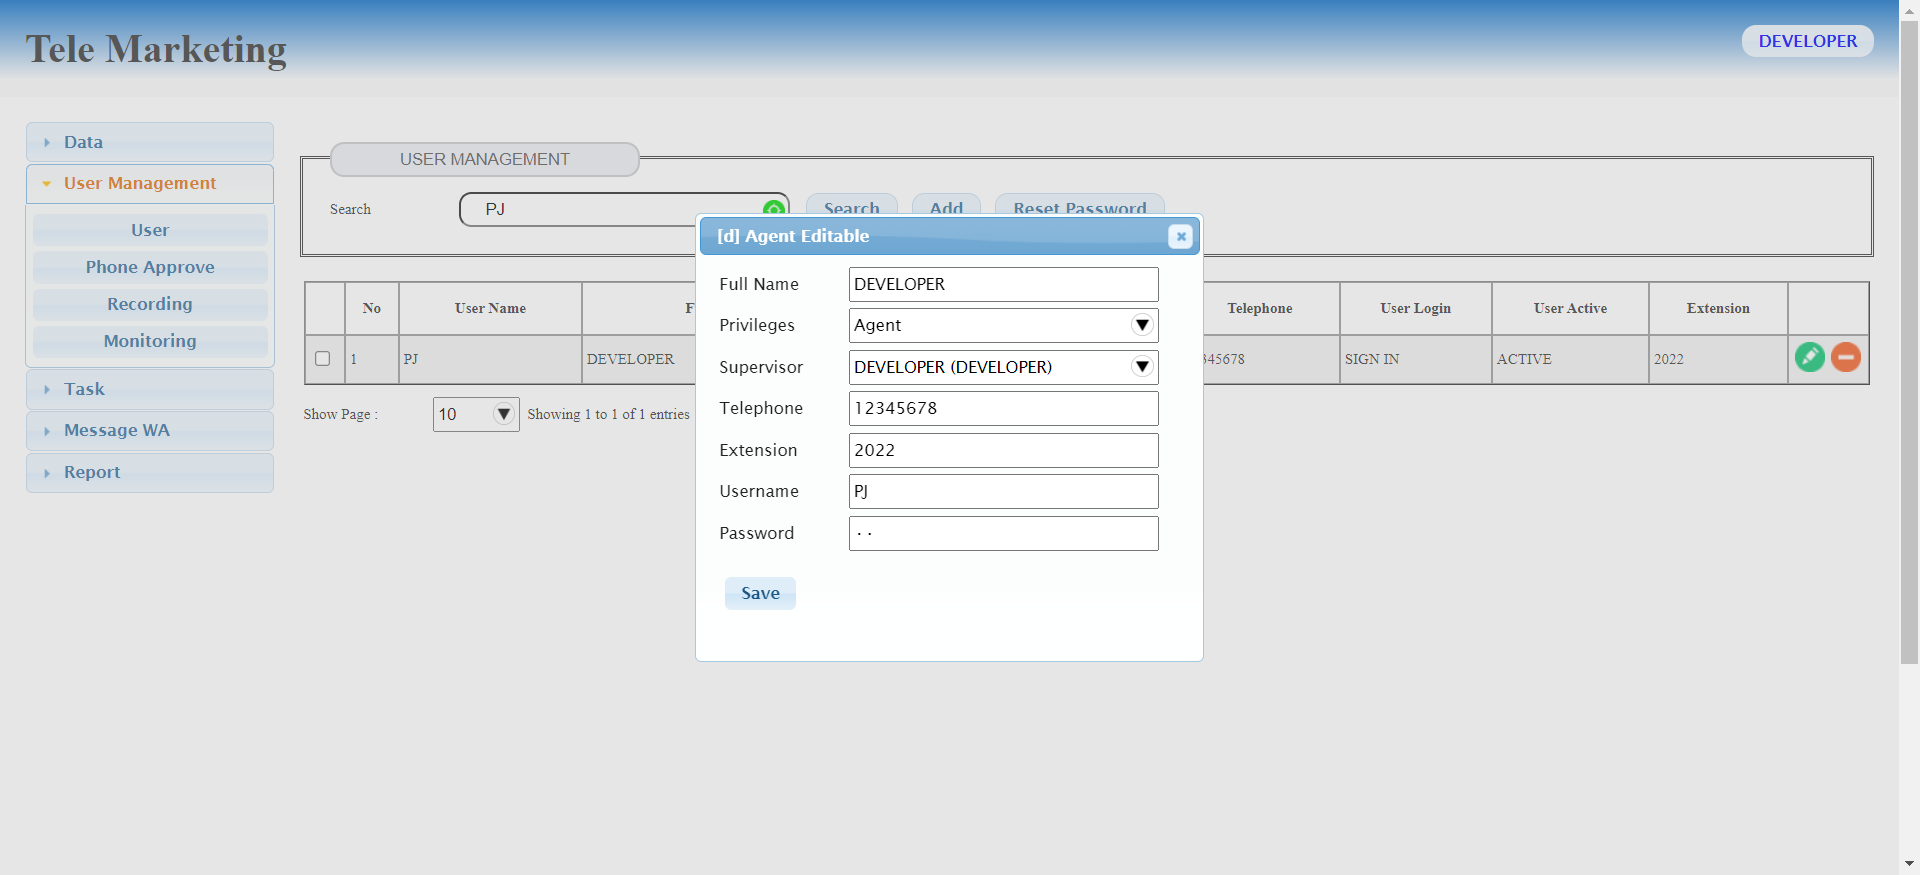 Tele Marketing
DEVELOPER
Data
User Management
User
Phone Approve
Recording
Monitoring
Task
Message WA
Report
USER MANAGEMENT
Search
PJ
Search
Add
Reset Password
No
User Name
F
Telephone
User Login
User Active
Extension
1
PJ
DEVELOPER
345678
SIGN IN
ACTIVE
2022
Show Page :
10
Showing 1 to 1 of 1 entries
[d] Agent Editable
Full Name
DEVELOPER
Privileges
Agent
Supervisor
DEVELOPER (DEVELOPER)
Telephone
12345678
Extension
2022
Username
PJ
Password
Save